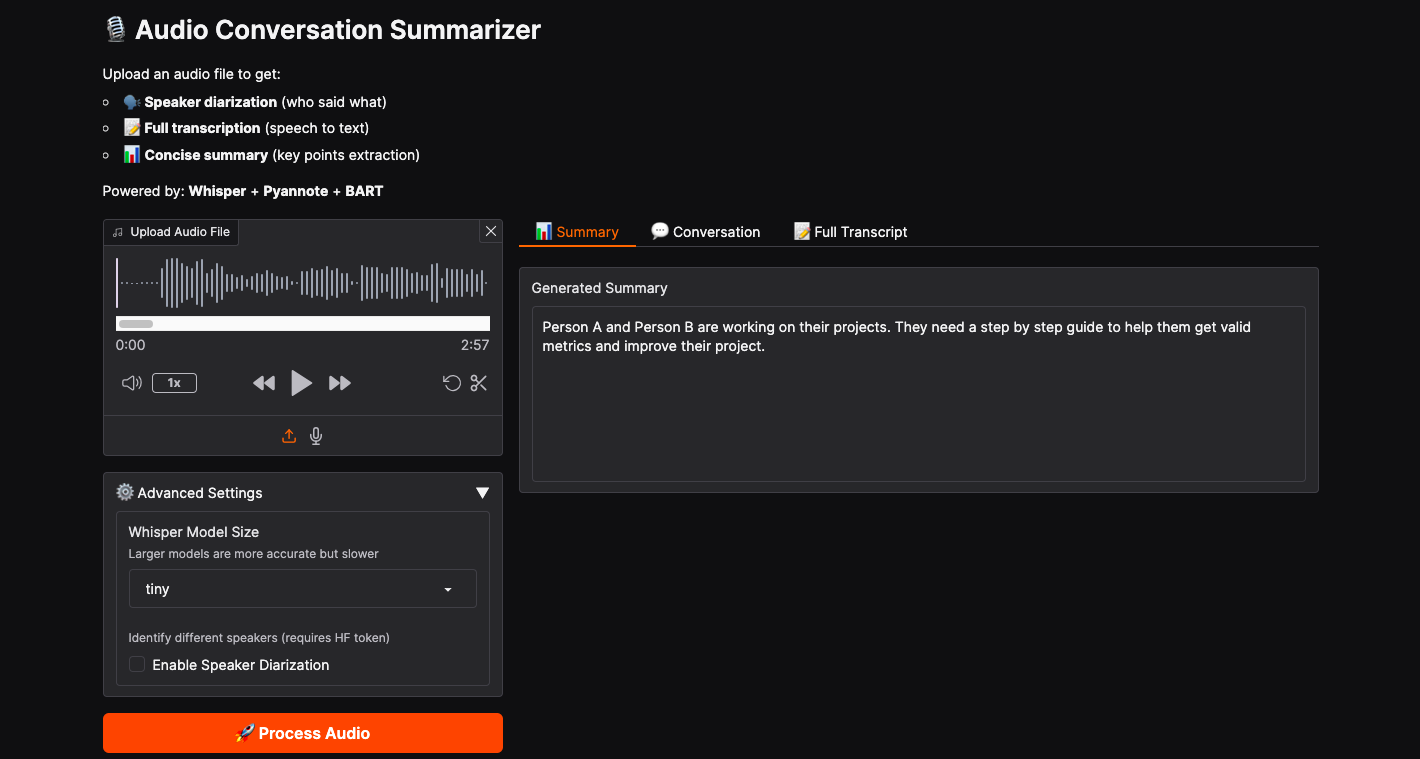 🎙️ Audio Conversation Summarizer
Upload an audio file to get:
🗣️ Speaker diarization (who said what)
📝 Full transcription (speech to text)
📊 Concise summary (key points extraction)
Powered by: Whisper + Pyannote + BART
Upload Audio File
0:00
2:57
1x
⚙️ Advanced Settings
Whisper Model Size
Larger models are more accurate but slower
tiny
Identify different speakers (requires HF token)
Enable Speaker Diarization
🚀 Process Audio
📊 Summary 💬 Conversation 📝 Full Transcript
Generated Summary
Person A and Person B are working on their projects. They need a step by step guide to help them get valid
metrics and improve their project.